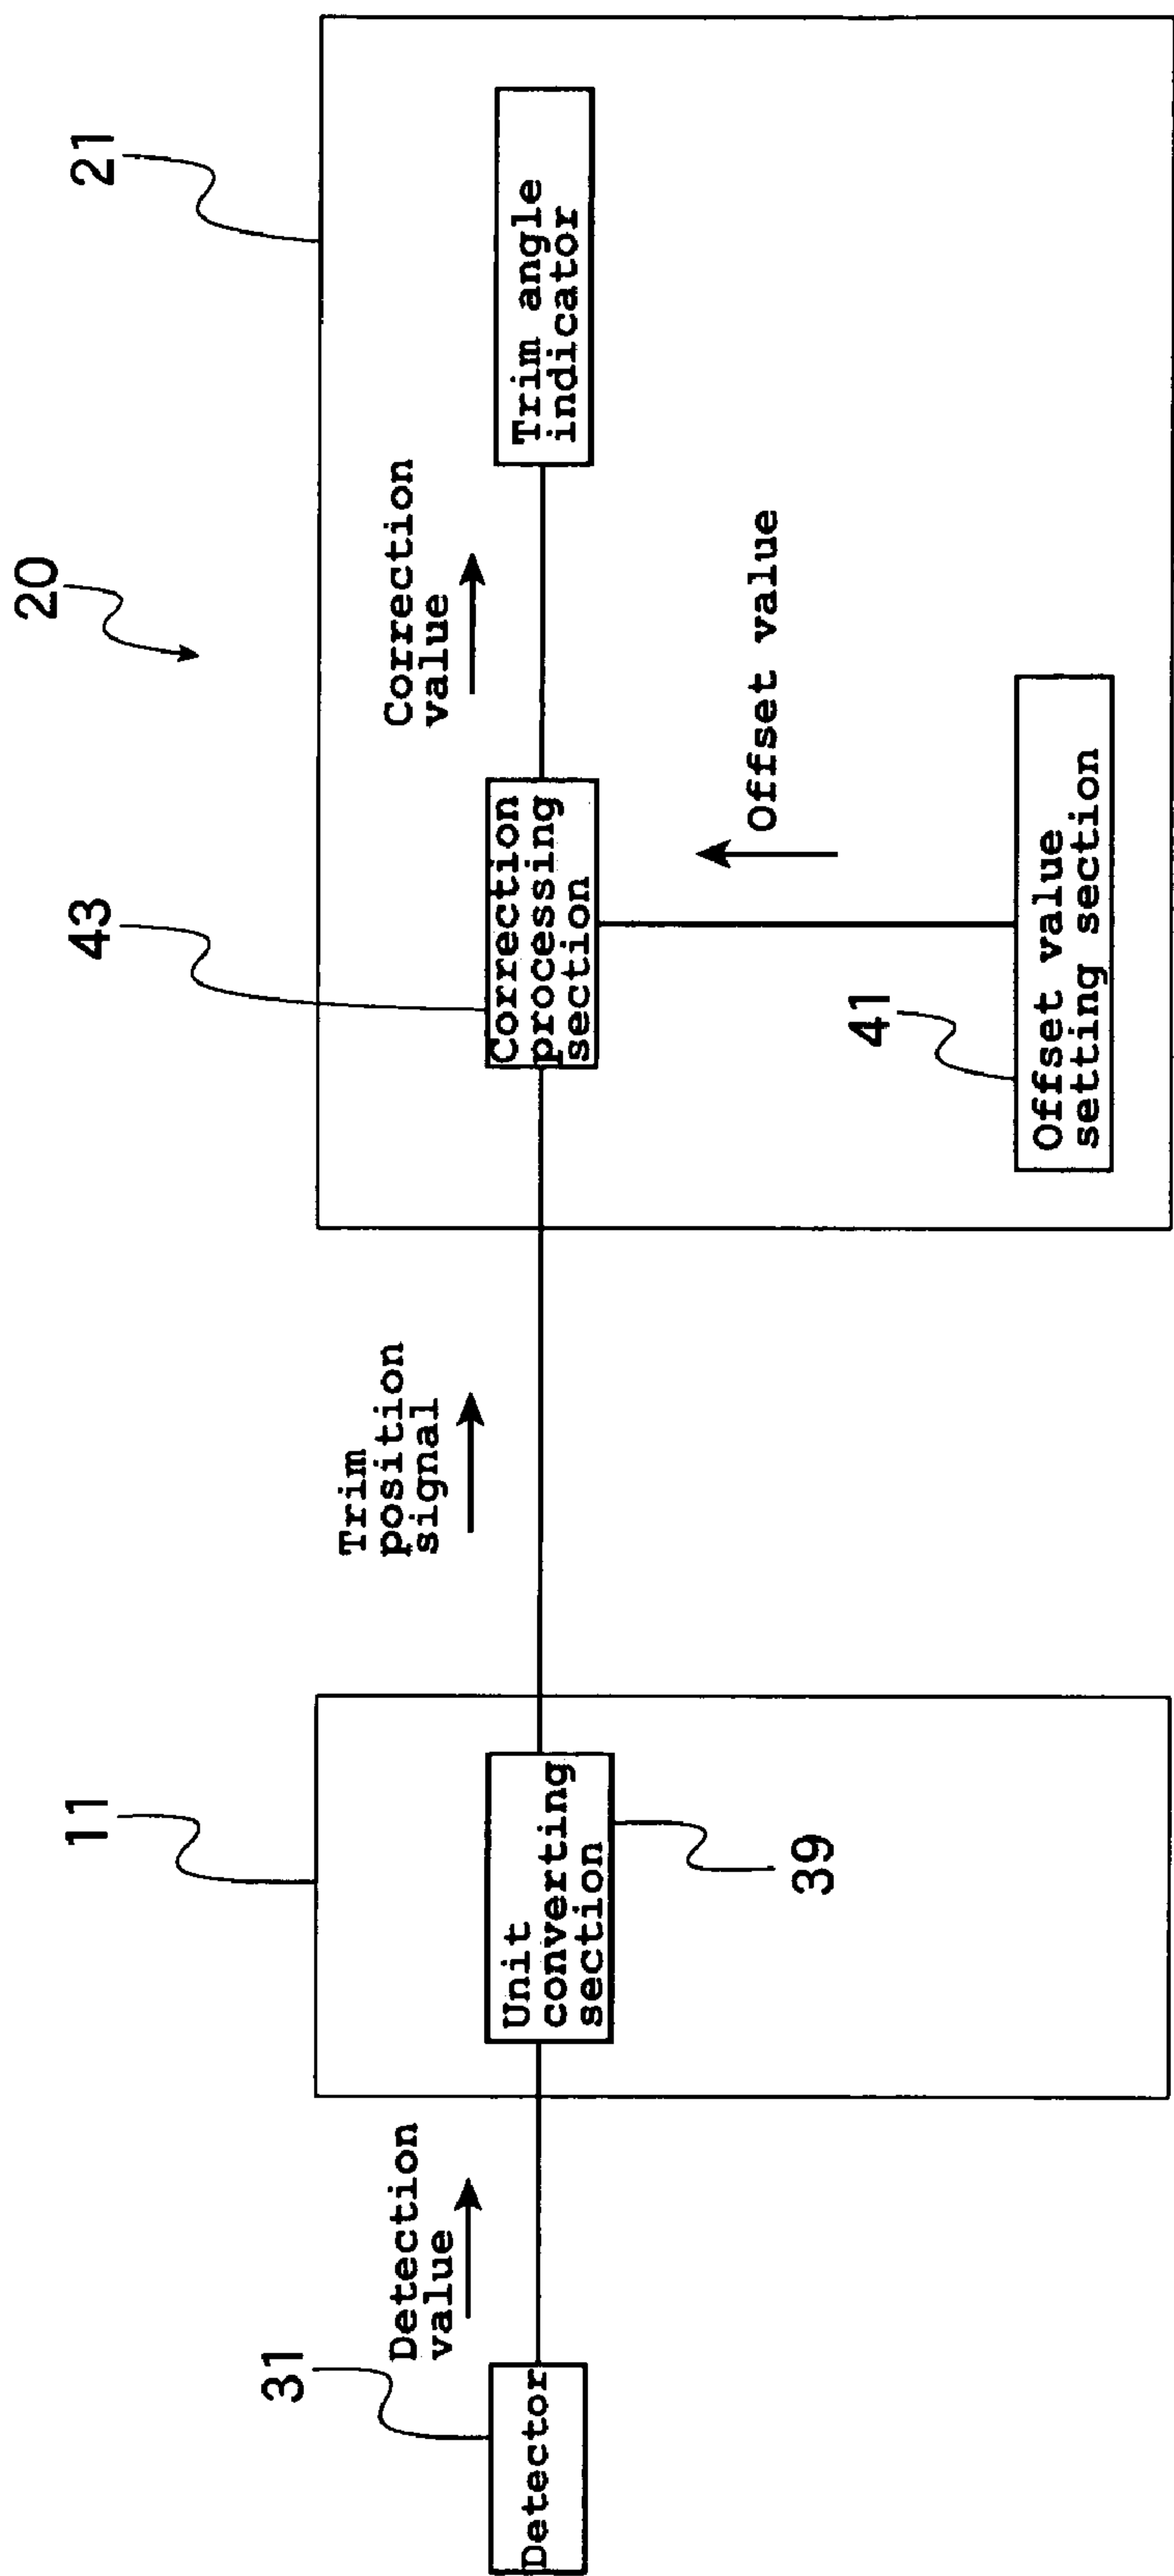 20
31
Detector
Detection
value
11
Unit
converting
section
39
Trim
position
signal
21
43
Correction
processing
section
Correction
value
Trim angle
indicator
Offset value
41
Offset value
setting section